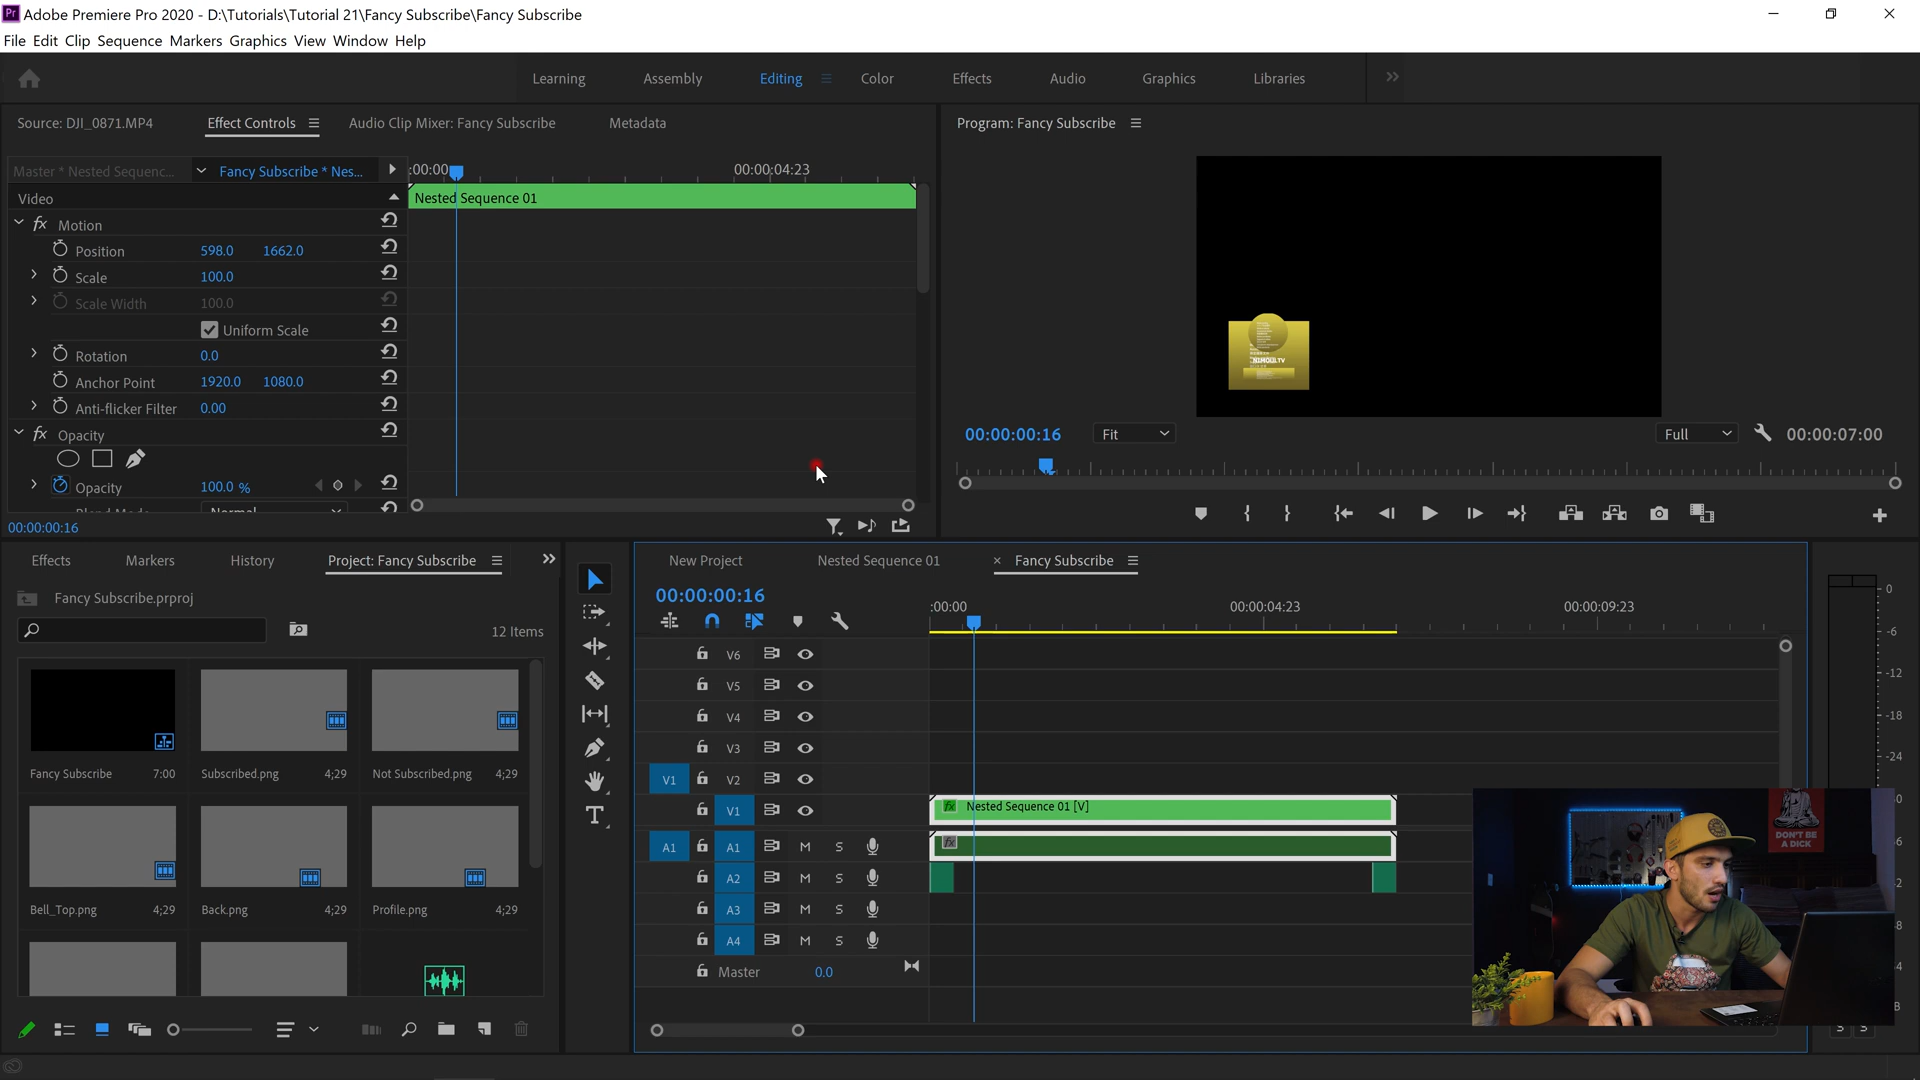 Pr Adobe Premiere Pro 2020 - D:\Tutorials\Tutorial 21\Fancy Subscribe\Fancy Subscribe
File Edit Clip Sequence Markers Graphics View Window Help
Learning Assembly Editing Color Effects Audio Graphics Libraries
Source: DJI_0871.MP4 Effect Controls Audio Clip Mixer: Fancy Subscribe Metadata
Program: Fancy Subscribe
Master * Nested Sequenc... Fancy Subscribe * Nes... :00:00 00:00:04:23
Video Nested Sequence 01
fx Motion
Position 598.0 1662.0
Scale 100.0
Scale Width 100.0
Uniform Scale
Rotation 0.0
Anchor Point 1920.0 1080.0
Anti-flicker Filter 0.00
fx Opacity
Opacity 100.0 %
Blend Mode Normal
00:00:00:16
NIMOULTV
00:00:00:16 Fit Full 00:00:07:00
Effects Markers History Project: Fancy Subscribe
Fancy Subscribe.prproj
12 Items
Fancy Subscribe 7:00 Subscribed.png 4;29 Not Subscribed.png 4;29
Bell_Top.png 4;29 Back.png 4;29 Profile.png 4;29
New Project Nested Sequence 01 × Fancy Subscribe
00:00:00:16
:00:00 00:00:04:23 00:00:09:23
V6
V5
V4
V3
V1 V2
V1 fx Nested Sequence 01 [V]
A1 A1 M S fx
A2 M S
A3 M S
A4 M S
Master 0.0
0
-6
-12
-18
-24
DON'T BE
A DICK
S S